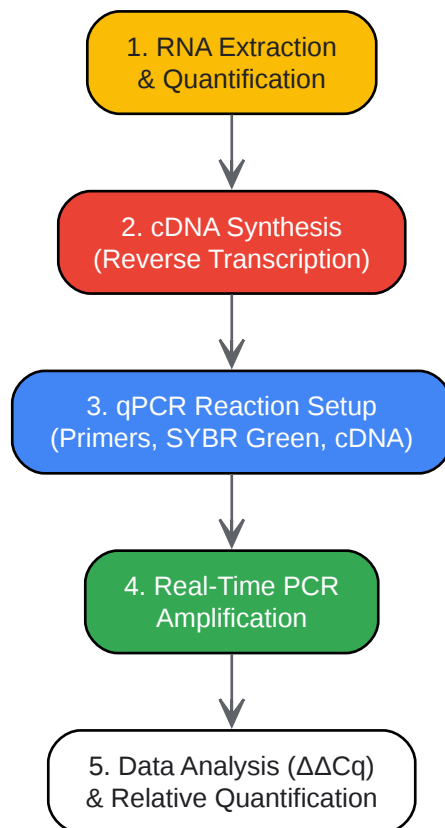 1. RNA Extraction
& Quantification
2. cDNA Synthesis
(Reverse Transcription)
3. qPCR Reaction Setup
(Primers, SYBR Green, cDNA)
4. Real-Time PCR
Amplification
5. Data Analysis (ΔΔCq)
& Relative Quantification